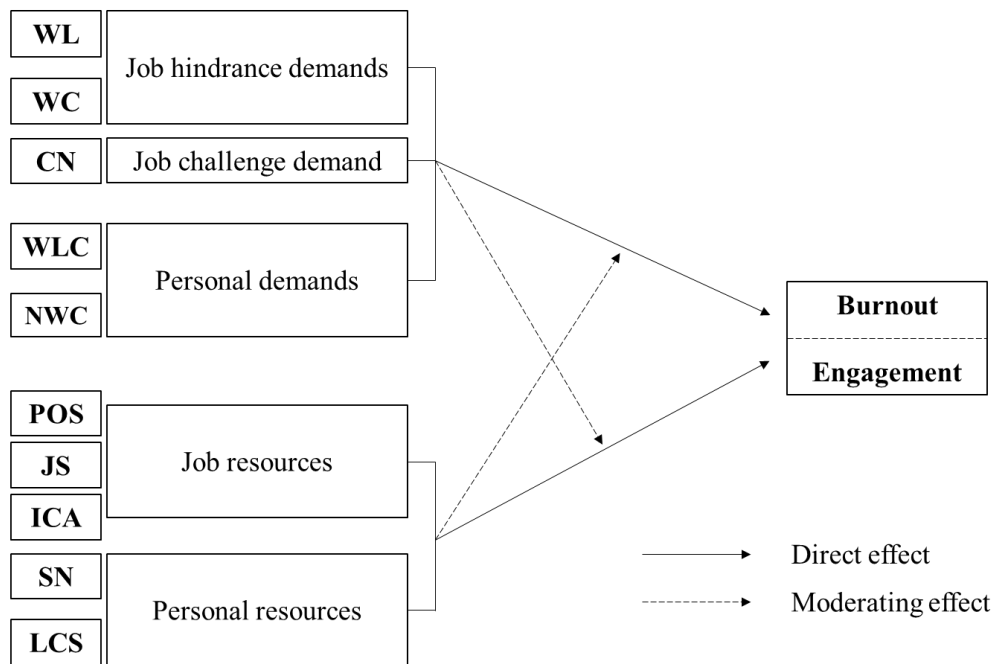 WL
Job hindrance demands
WC
CN
Job challenge demand
WLC
Personal demands
NWC
Burnout
Engagement
POS
JS
Job resources
ICA
SN
Personal resources
LCS
Direct effect
Moderating effect